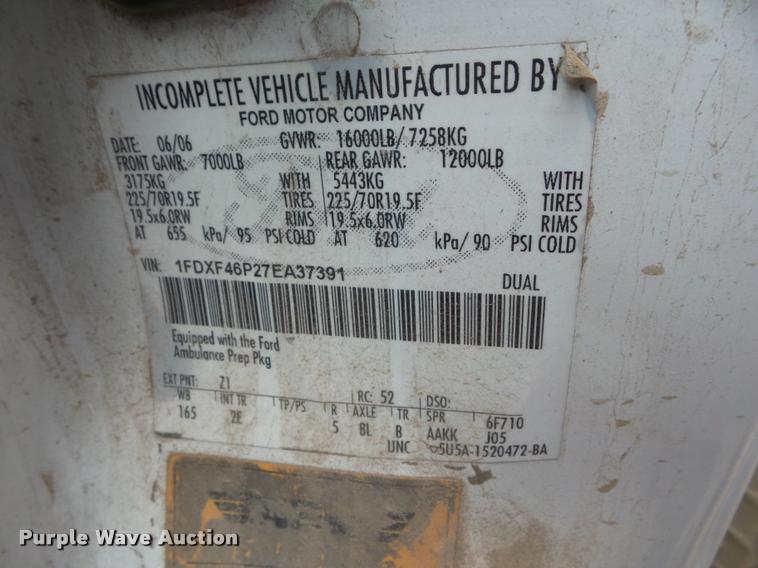 INCOMPLETE VEHICLE MANUFACTURED BY
FORD MOTOR COMPANY
DATE: 06/06 GVWR: 16000LB/7258KG
FRONT GAWR: 7000LB REAR GAWR: 12000LB
3175KG WITH 5443KG WITH
225/70R19.5F TIRES 225/70R19.5F TIRES
19.5x6.0RW RIMS 19.5x6.0RW RIMS
AT 655 kPa/ 95 PSI COLD AT 620 kPa/ 90 PSI COLD
VIN: 1FDXF46P27EA37391
DUAL
Equipped with the Ford
Ambulance Prep Pkg
EXT PNT: Z1 RC: 52 DSO:
WB INT TR TP/PS R AXLE TR SPR 6F710
165 2E 5 BL B AAKK J05
UNC 5U5A-1520472-BA
Purple Wave Auction